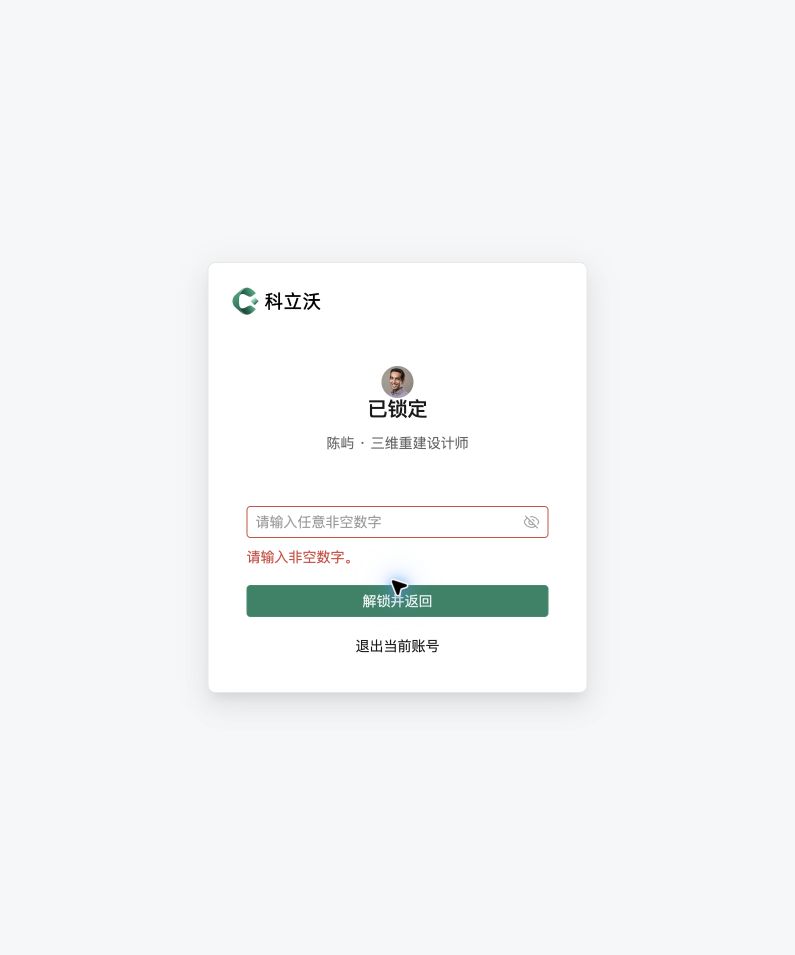 科立沃
已锁定
陈屿 · 三维重建设计师
请输入任意非空数字
请输入非空数字。
解锁并返回
退出当前账号